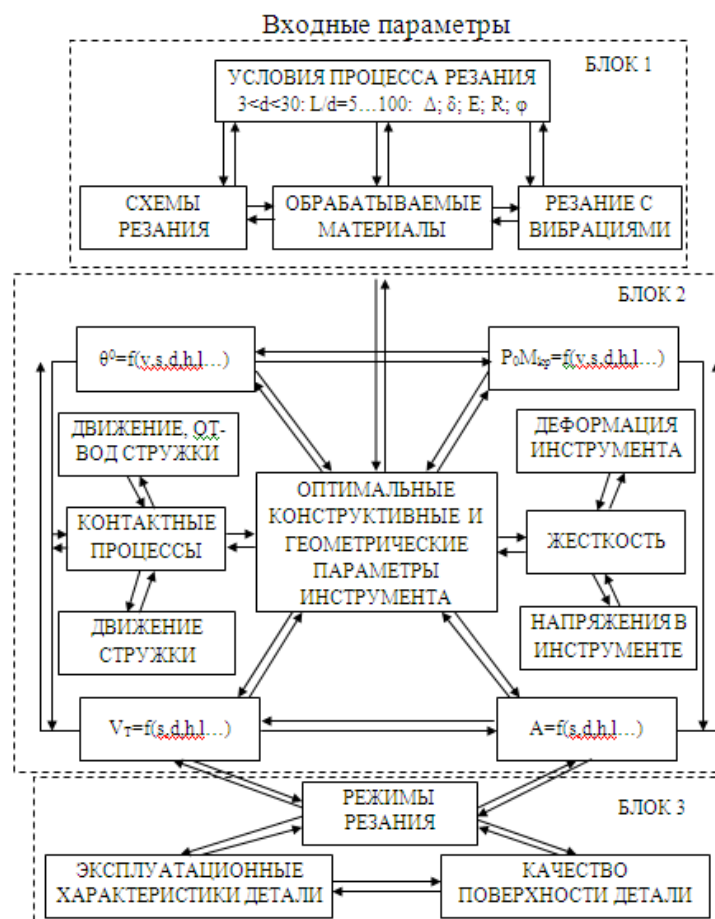 Входные параметры
БЛОК 1
УСЛОВИЯ ПРОЦЕССА РЕЗАНИЯ
3<d<30: L/d=5…100: Δ; δ; E; R; φ
СХЕМЫ
РЕЗАНИЯ
ОБРАБАТЫВАЕМЫЕ
МАТЕРИАЛЫ
РЕЗАНИЕ С
ВИБРАЦИЯМИ
БЛОК 2
θ⁰=f(v,s,d,h,l…)
P₀Mкр=f(v,s,d,h,l…)
ДВИЖЕНИЕ, ОТ-
ВОД СТРУЖКИ
ДЕФОРМАЦИЯ
ИНСТРУМЕНТА
КОНТАКТНЫЕ
ПРОЦЕССЫ
ОПТИМАЛЬНЫЕ
КОНСТРУКТИВНЫЕ И
ГЕОМЕТРИЧЕСКИЕ
ПАРАМЕТРЫ
ИНСТРУМЕНТА
ЖЕСТКОСТЬ
ДВИЖЕНИЕ
СТРУЖКИ
НАПРЯЖЕНИЯ В
ИНСТРУМЕНТЕ
Vт=f(s,d,h,l…)
A=f(s,d,h,l…)
РЕЖИМЫ
РЕЗАНИЯ
БЛОК 3
ЭКСПЛУАТАЦИОННЫЕ
ХАРАКТЕРИСТИКИ ДЕТАЛИ
КАЧЕСТВО
ПОВЕРХНОСТИ ДЕТАЛИ